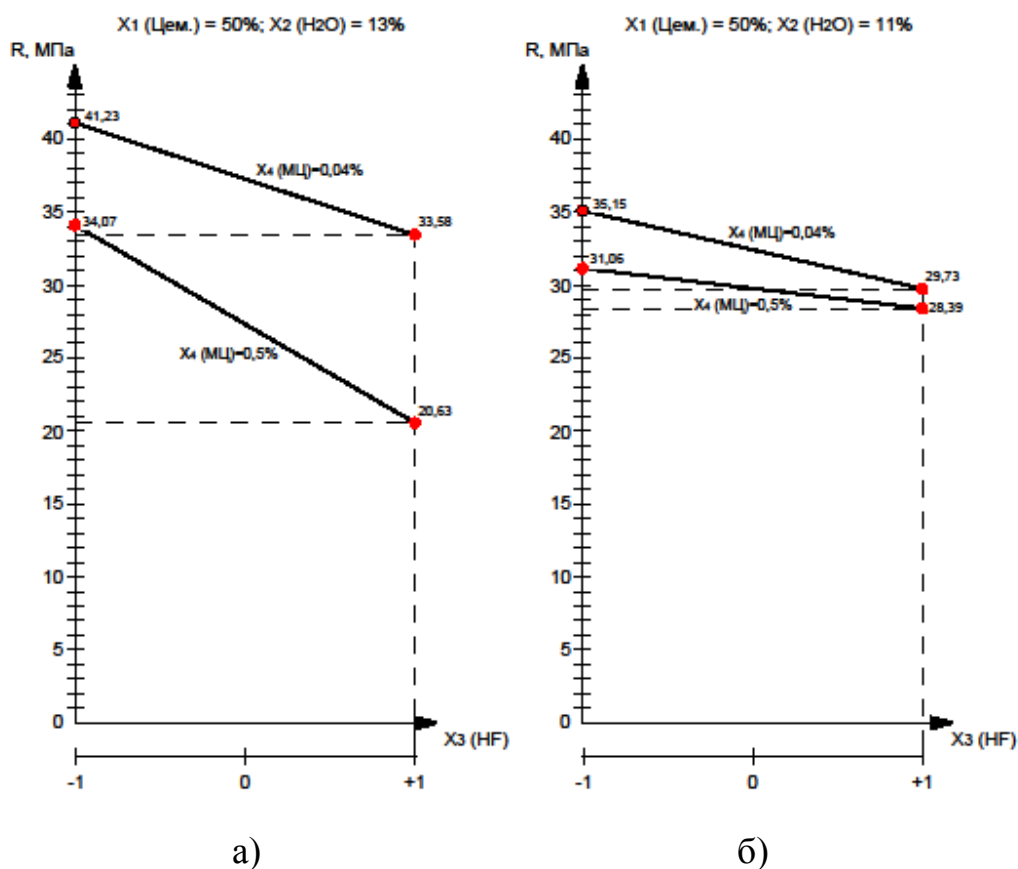 X1 (Цем.) = 50%; X2 (H2O) = 13%
R, МПа
41,23
40
X4 (МЦ)=0,04%
35
34,07
33,58
30
25
X4 (МЦ)=0,5%
20,63
20
15
10
5
0
X3 (HF)
-1 0 +1
а)
X1 (Цем.) = 50%; X2 (H2O) = 11%
R, МПа
40
35
35,15
X4 (МЦ)=0,04%
31,06
30
29,73
X4 (МЦ)=0,5%
28,39
25
20
15
10
5
0
X3 (HF)
-1 0 +1
б)